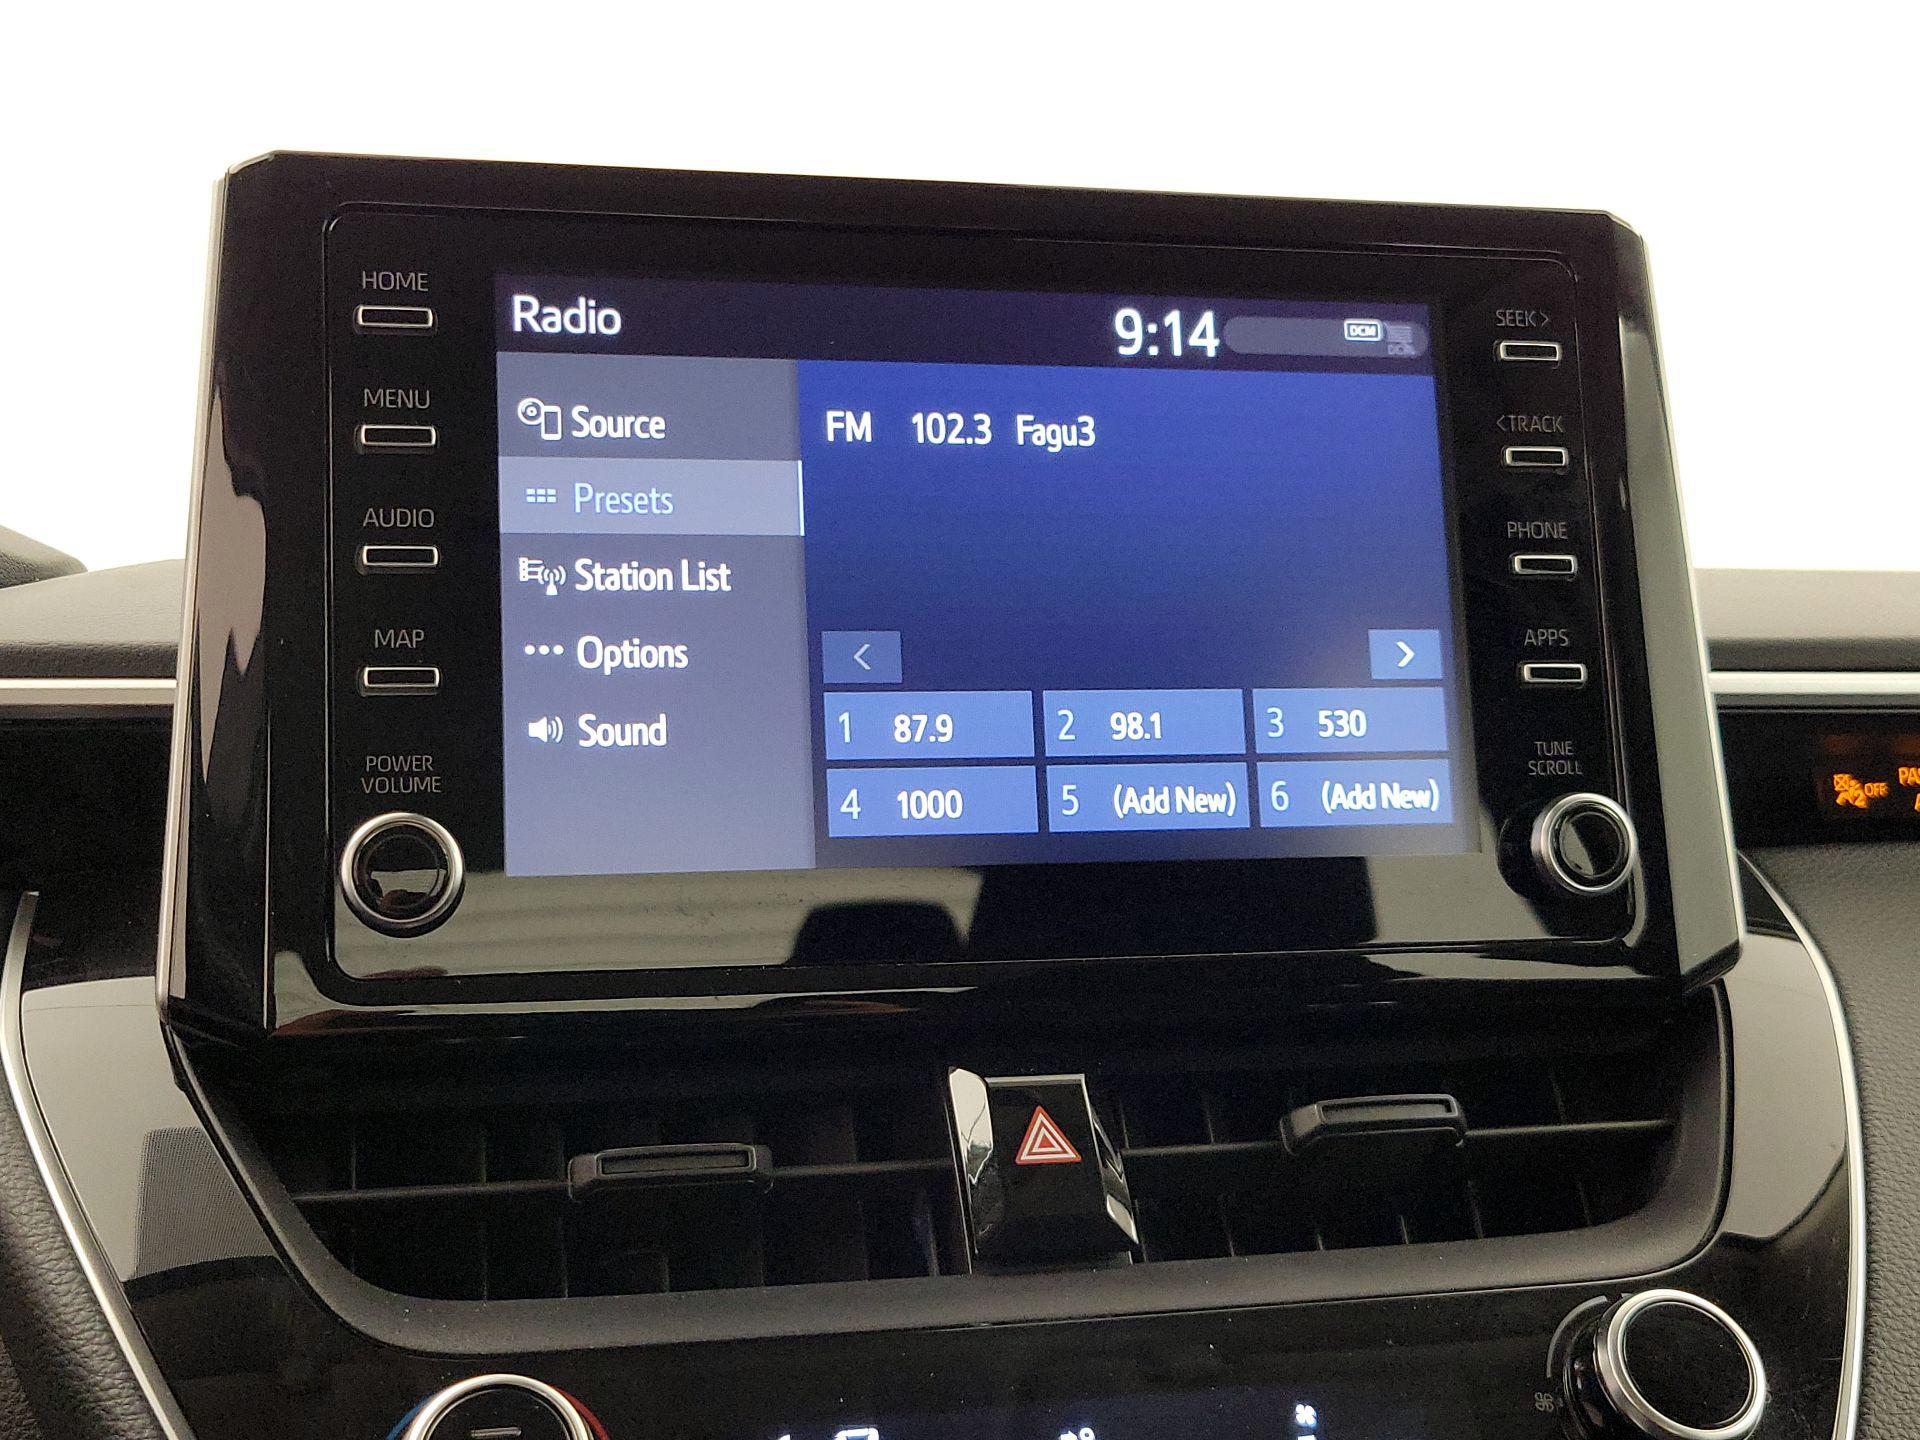 HOME
MENU
AUDIO
MAP
POWER
VOLUME
Radio
9:14
DCM
Source
Presets
Station List
Options
Sound
FM 102.3 Fagu3
<
>
1 87.9
2 98.1
3 530
4 1000
5 (Add New)
6 (Add New)
SEEK>
<TRACK
PHONE
APPS
TUNE
SCROLL
OFF